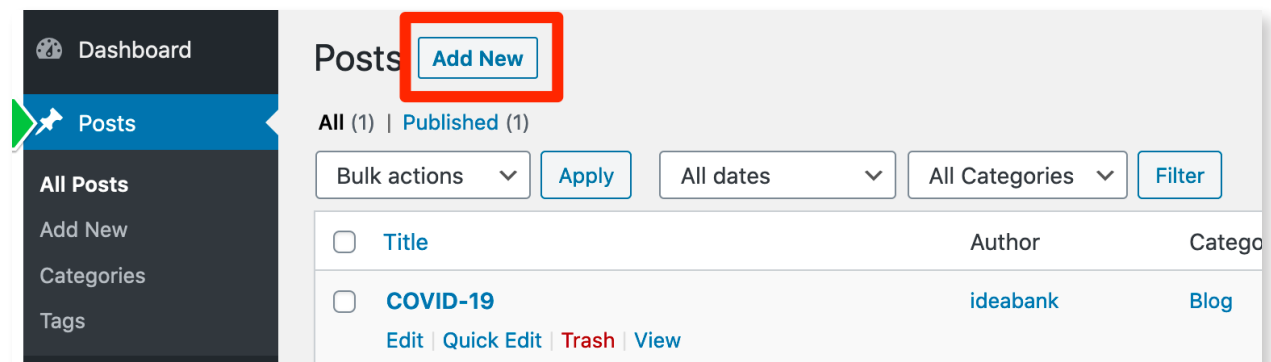 Dashboard
Posts
All Posts
Add New
Categories
Tags
Posts Add New
All (1) | Published (1)
Bulk actions Apply All dates All Categories Filter
Title Author Catego
COVID-19 ideabank Blog
Edit | Quick Edit | Trash | View